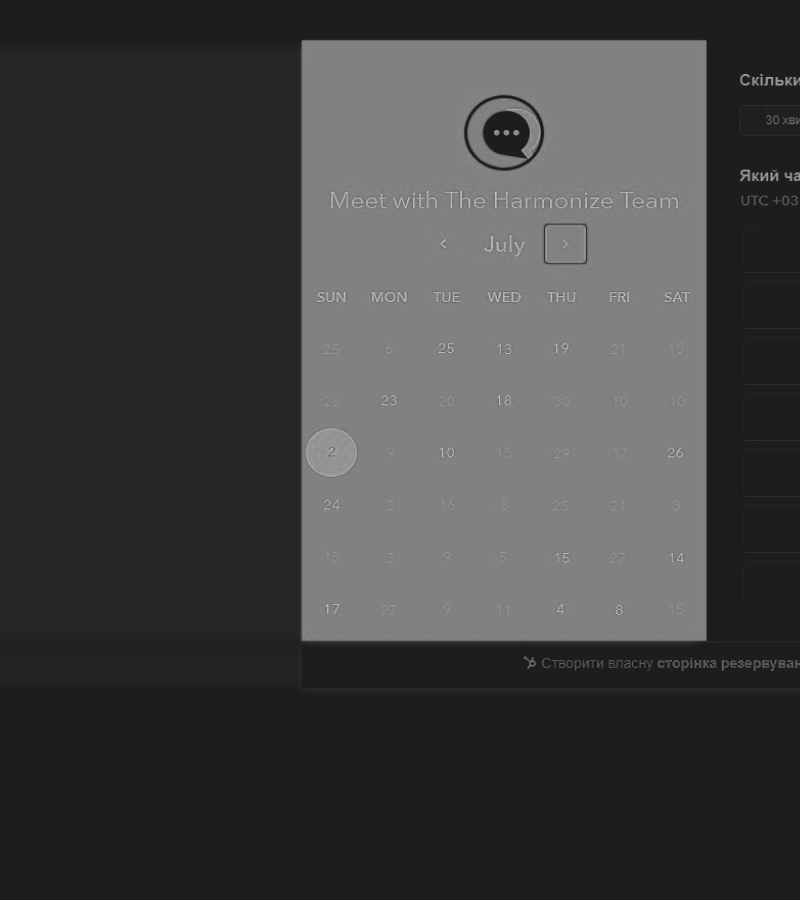 Meet with The Harmonize Team
July
SUN MON TUE WED THU FRI SAT
25 6 25 13 19 21 15
28 23 20 18 30 10 10
2 9 10 13 29 17 26
24 3 16 8 25 21 3
13 3 9 5 15 27 14
17 27 9 11 4 8 15
Скільки
30 хви
Який ча
UTC +03
Створити власну сторінка резервуван